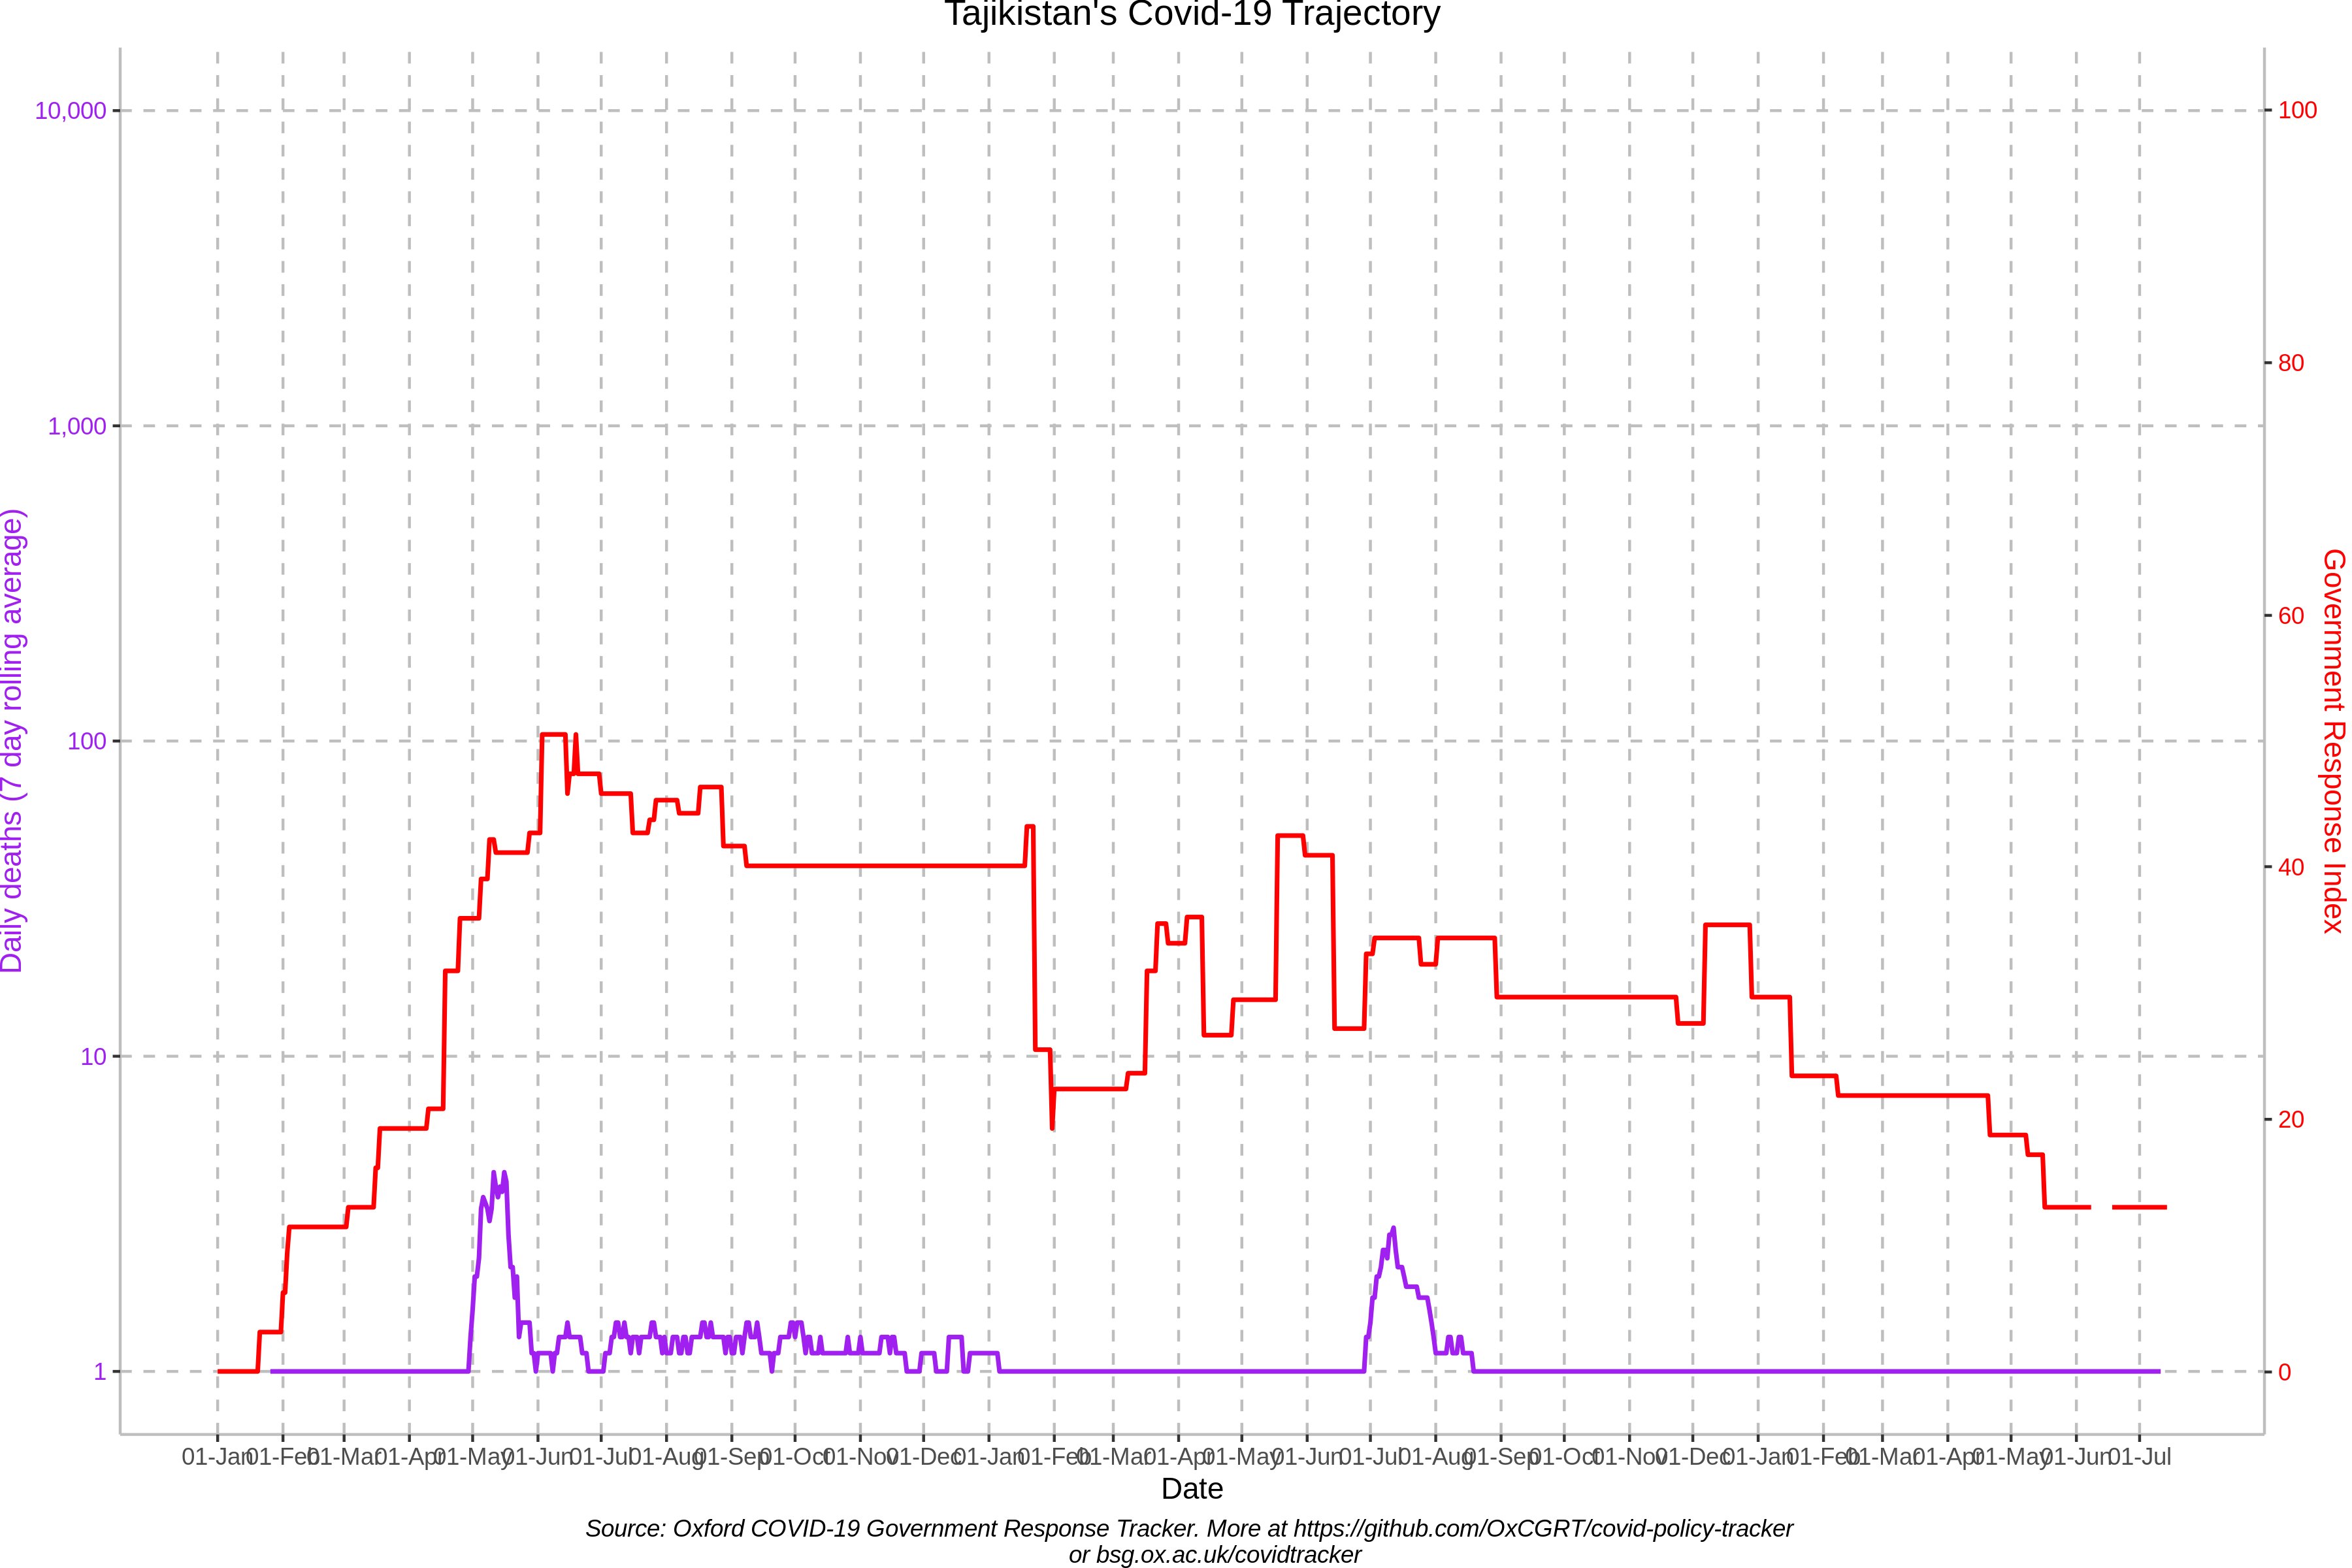 Tajikistan's Covid-19 Trajectory
10,000
1,000
100
10
1
Daily deaths (7 day rolling average)
100
80
60
40
20
0
Government Response Index
01-Jan 01-Feb 01-Mar 01-Apr 01-May 01-Jun 01-Jul 01-Aug 01-Sep 01-Oct 01-Nov 01-Dec 01-Jan 01-Feb 01-Mar 01-Apr 01-May 01-Jun 01-Jul 01-Aug 01-Sep 01-Oct 01-Nov 01-Dec 01-Jan 01-Feb 01-Mar 01-Apr 01-May 01-Jun 01-Jul
Date
Source: Oxford COVID-19 Government Response Tracker. More at https://github.com/OxCGRT/covid-policy-tracker
or bsg.ox.ac.uk/covidtracker